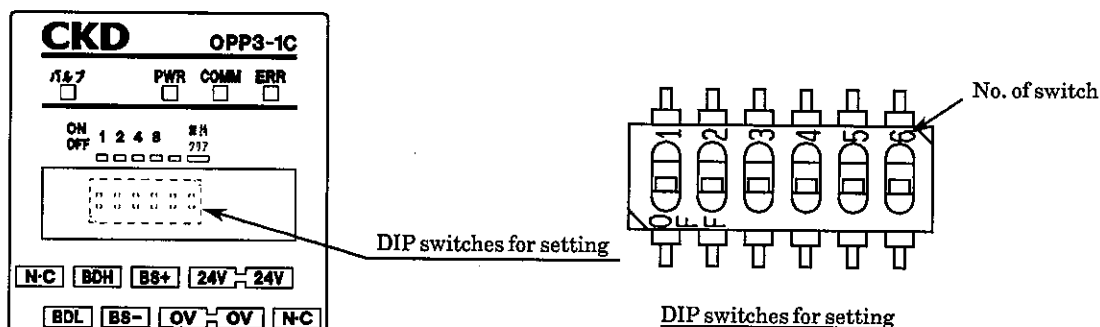 CKD OPP3-1C
バルブ PWR COMM ERR
ON 1 2 4 8
OFF
DIP switches for setting
N·C BDH BS+ 24V 24V
BDL BS- 0V 0V N·C
No. of switch
1 2 3 4 5 6
OFF
DIP switches for setting